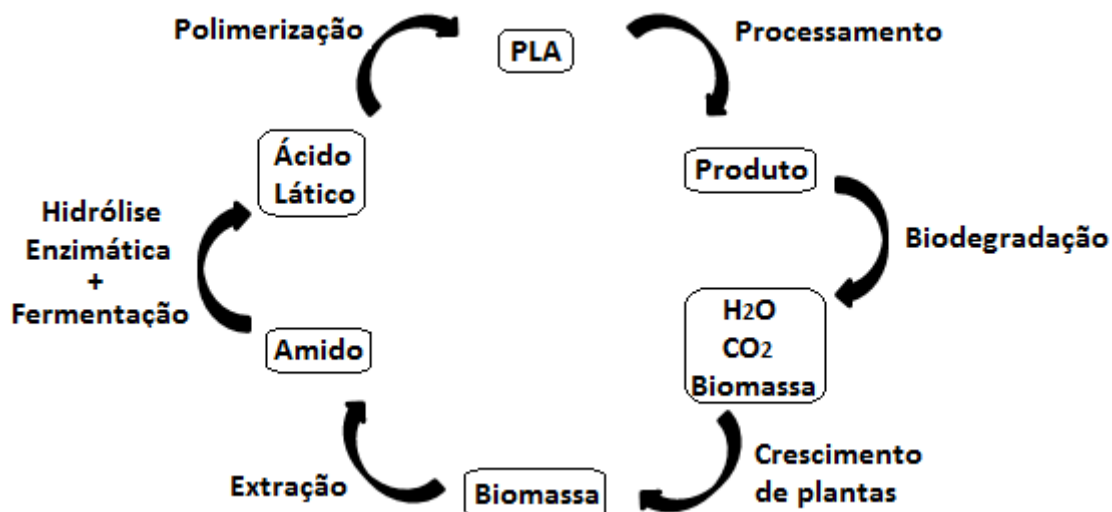 Polimerização
PLA
Processamento
Produto
Biodegradação
H2O
CO2
Biomassa
Crescimento
de plantas
Biomassa
Extração
Amido
Hidrólise
Enzimática
+
Fermentação
Ácido
Lático